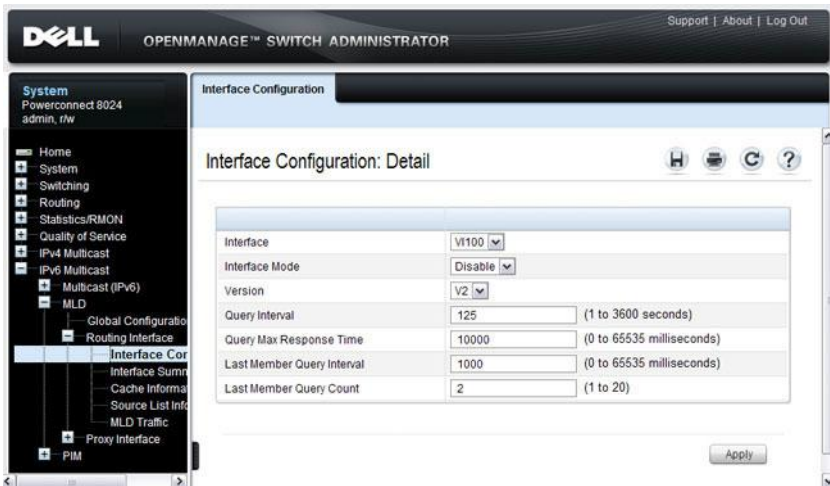 Support | About | Log Out
DELL OPENMANAGE™ SWITCH ADMINISTRATOR
System
Powerconnect 8024
admin, r/w
Home
System
Switching
Routing
Statistics/RMON
Quality of Service
IPv4 Multicast
IPv6 Multicast
Multicast (IPv6)
MLD
Global Configuratio
Routing Interface
Interface Cor
Interface Summ
Cache Informa
Source List Info
MLD Traffic
Proxy Interface
PIM
Interface Configuration
Interface Configuration: Detail
Interface Vl100
Interface Mode Disable
Version V2
Query Interval 125 (1 to 3600 seconds)
Query Max Response Time 10000 (0 to 65535 milliseconds)
Last Member Query Interval 1000 (0 to 65535 milliseconds)
Last Member Query Count 2 (1 to 20)
Apply